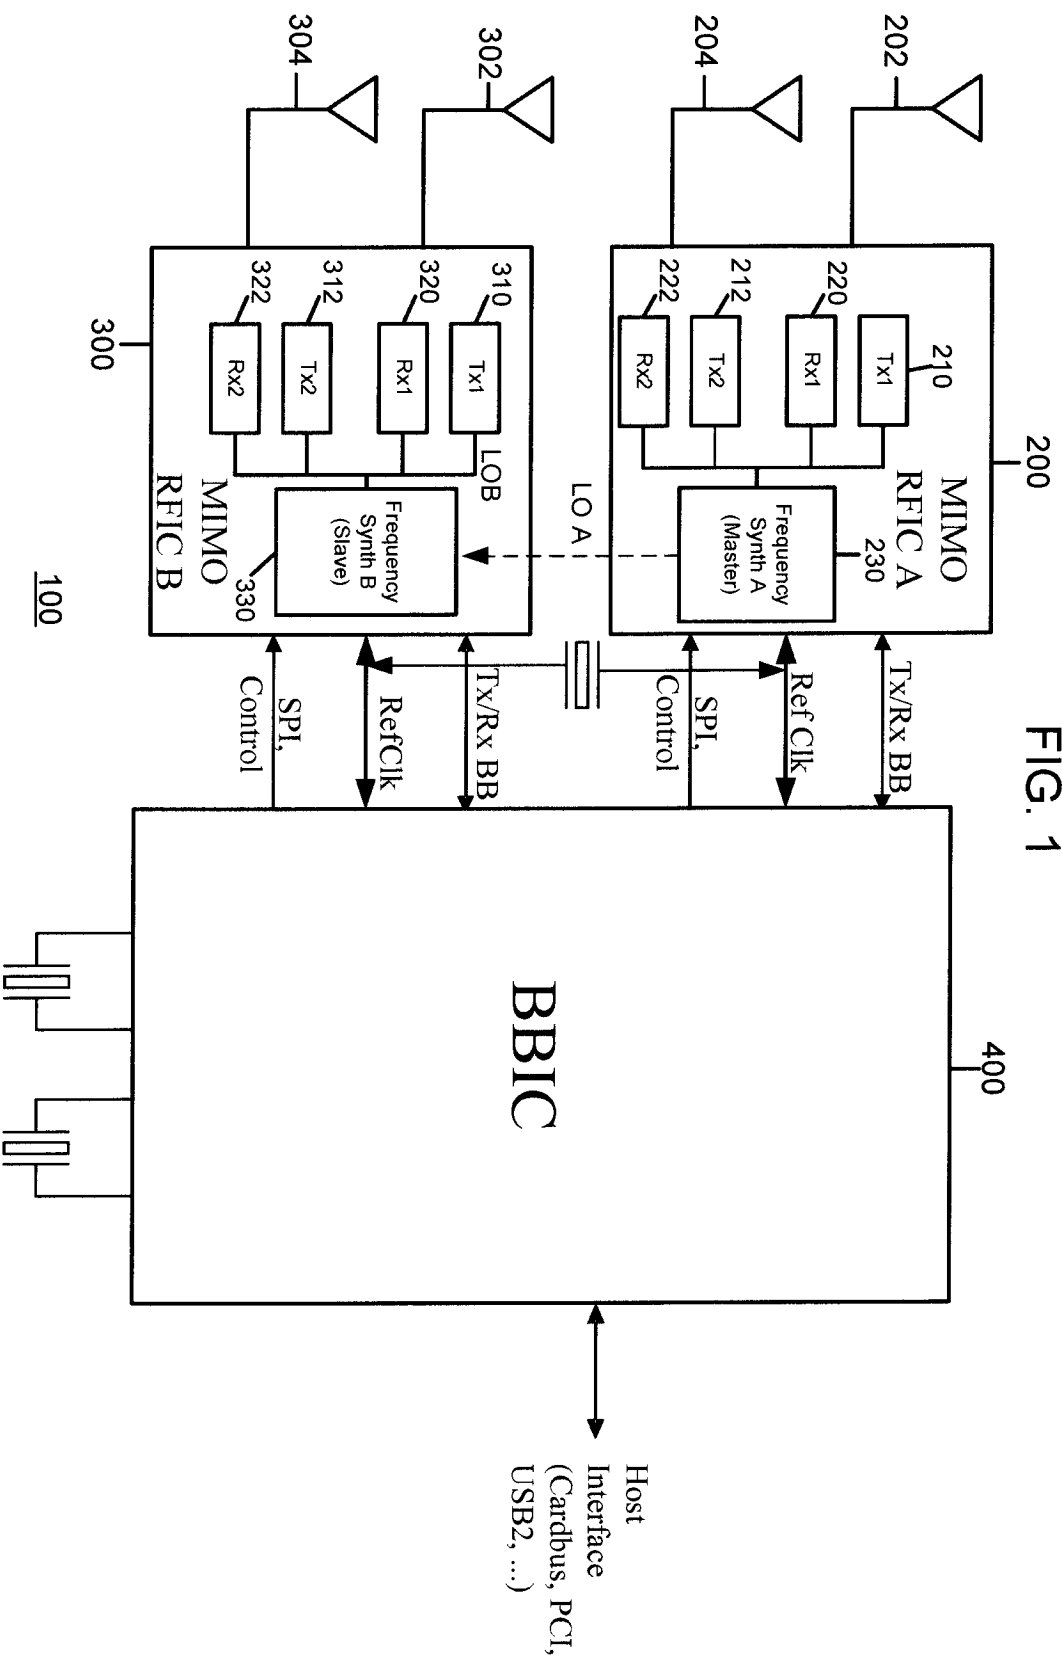 FIG. 1
202
204
302
304
200
MIMO
RFIC A
210
Tx1
220
Rx1
212
Tx2
222
Rx2
Frequency
Synth A
(Master)
230
LO A
310
Tx1
320
Rx1
312
Tx2
322
Rx2
LOB
Frequency
Synth B
(Slave)
330
MIMO
RFIC B
300
Tx/Rx BB
Ref Clk
SPI,
Control
Tx/Rx BB
RefClk
SPI,
Control
400
BBIC
Host
Interface
(Cardbus, PCI,
USB2, ...)
100